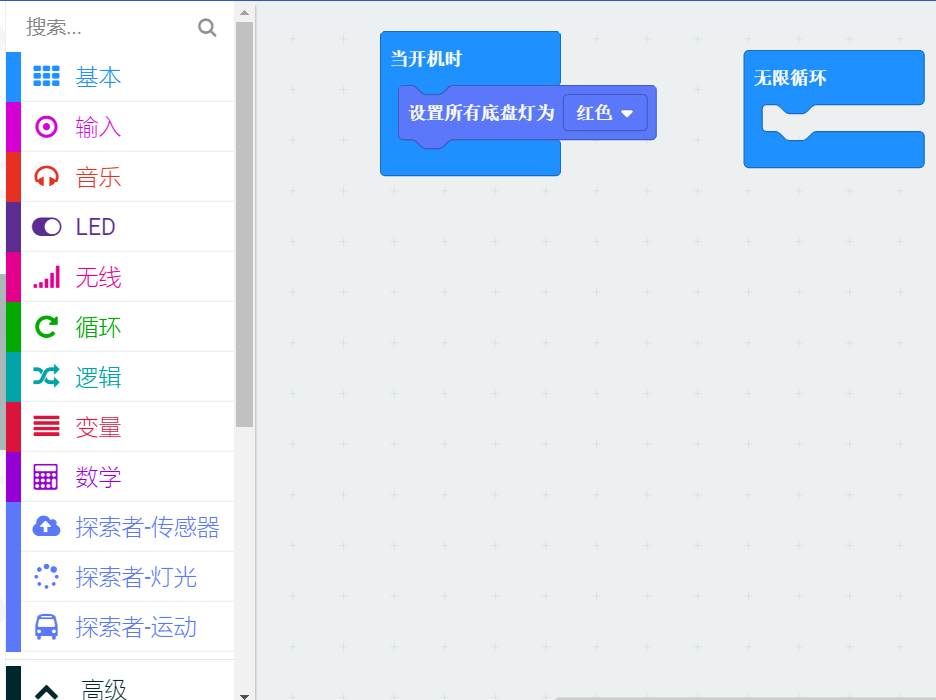 搜索...
基本
输入
音乐
LED
无线
循环
逻辑
变量
数学
探索者-传感器
探索者-灯光
探索者-运动
高级
当开机时
设置所有底盘灯为 红色
无限循环